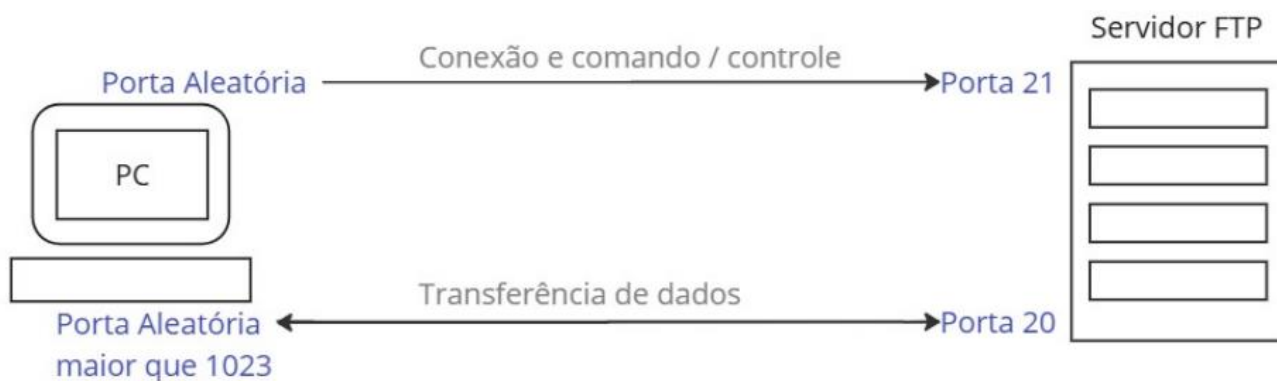 Servidor FTP
Conexão e comando / controle
Porta Aleatória
Porta 21
PC
Transferência de dados
Porta Aleatória
maior que 1023
Porta 20